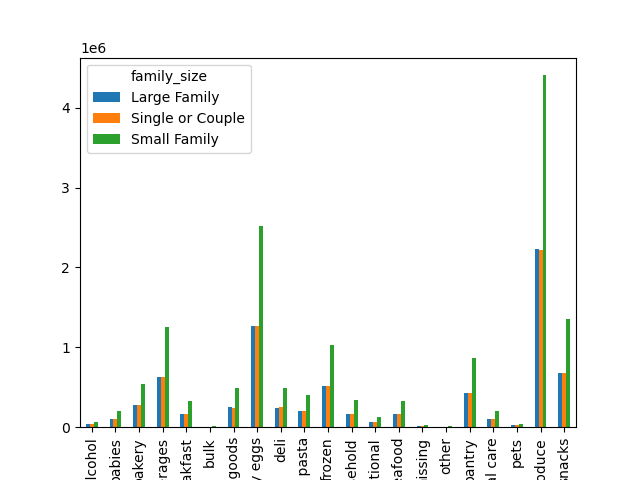 1e6
family_size
Large Family
Single or Couple
Small Family
4
3
2
1
0
lcohol
babies
bakery
erages
akfast
bulk
goods
y eggs
deli
pasta
frozen
ehold
tional
eafood
issing
other
pantry
al care
pets
oduce
snacks